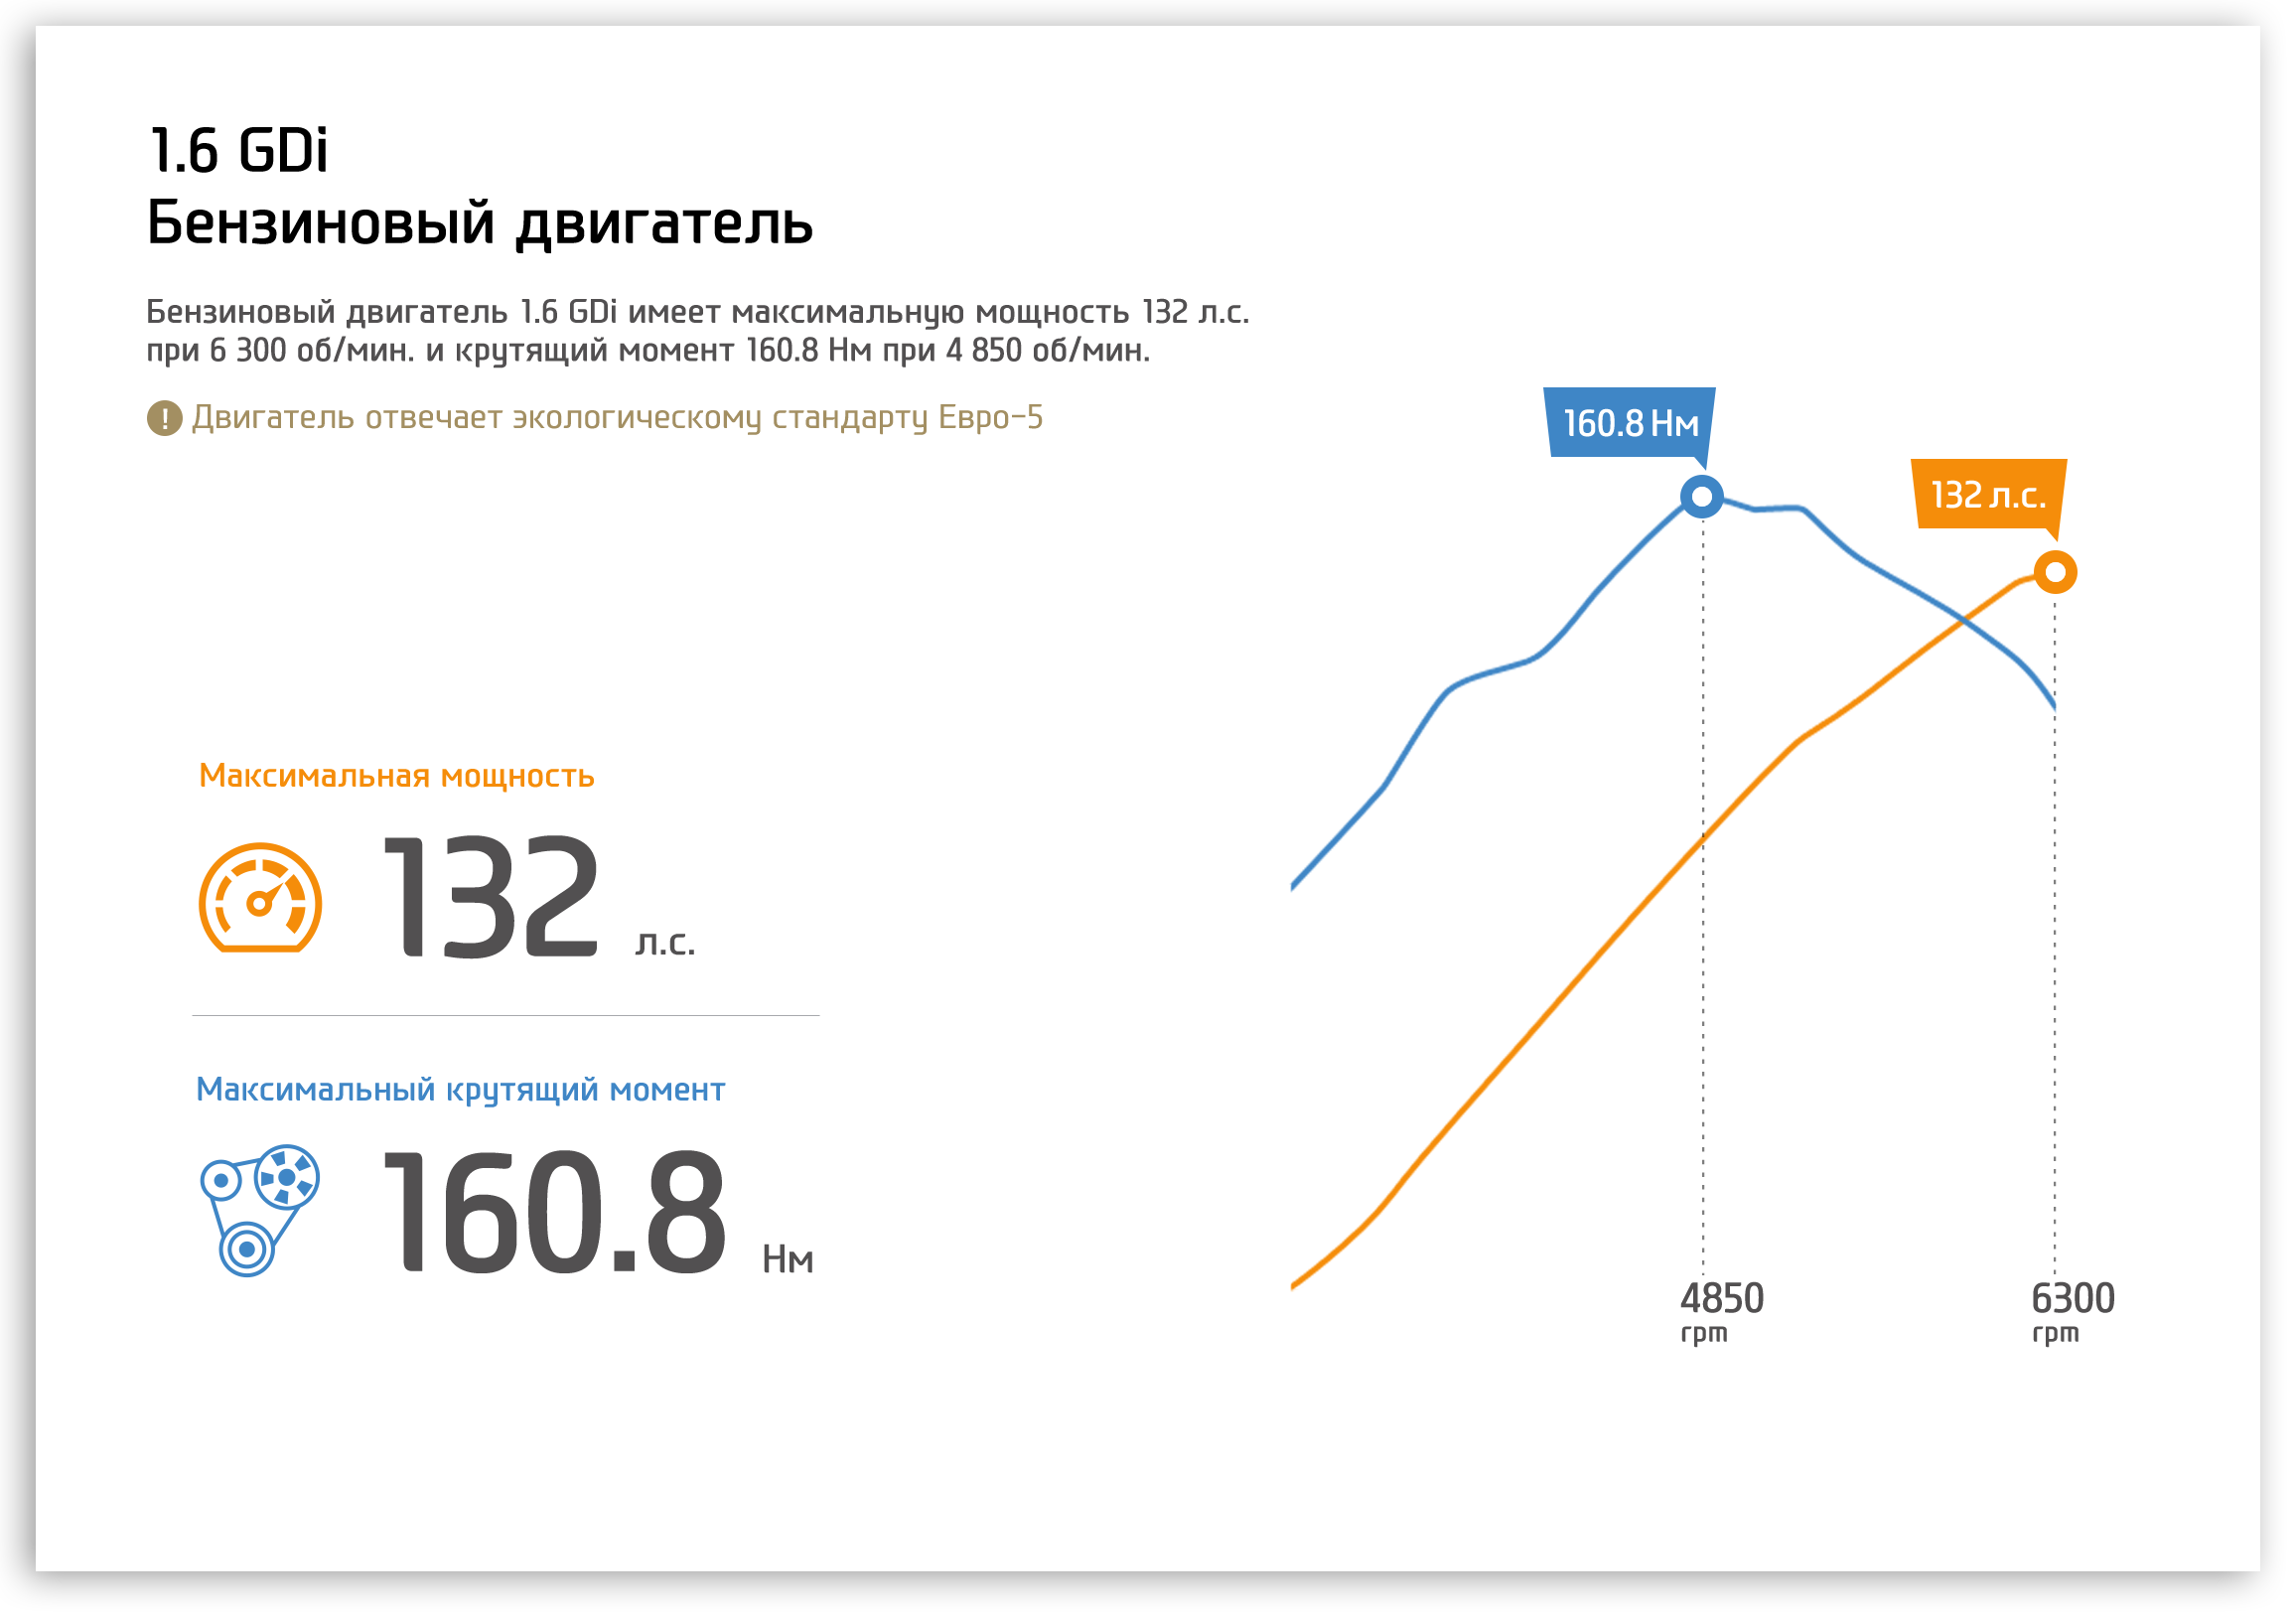 1.6 GDi
Бензиновый двигатель
Бензиновый двигатель 1.6 GDi имеет максимальную мощность 132 л.с.
при 6 300 об/мин. и крутящий момент 160.8 Нм при 4 850 об/мин.
! Двигатель отвечает экологическому стандарту Евро-5
160.8 Нм
132 л.с.
Максимальная мощность
132 л.с.
Максимальный крутящий момент
160.8 Нм
4850
rpm
6300
rpm